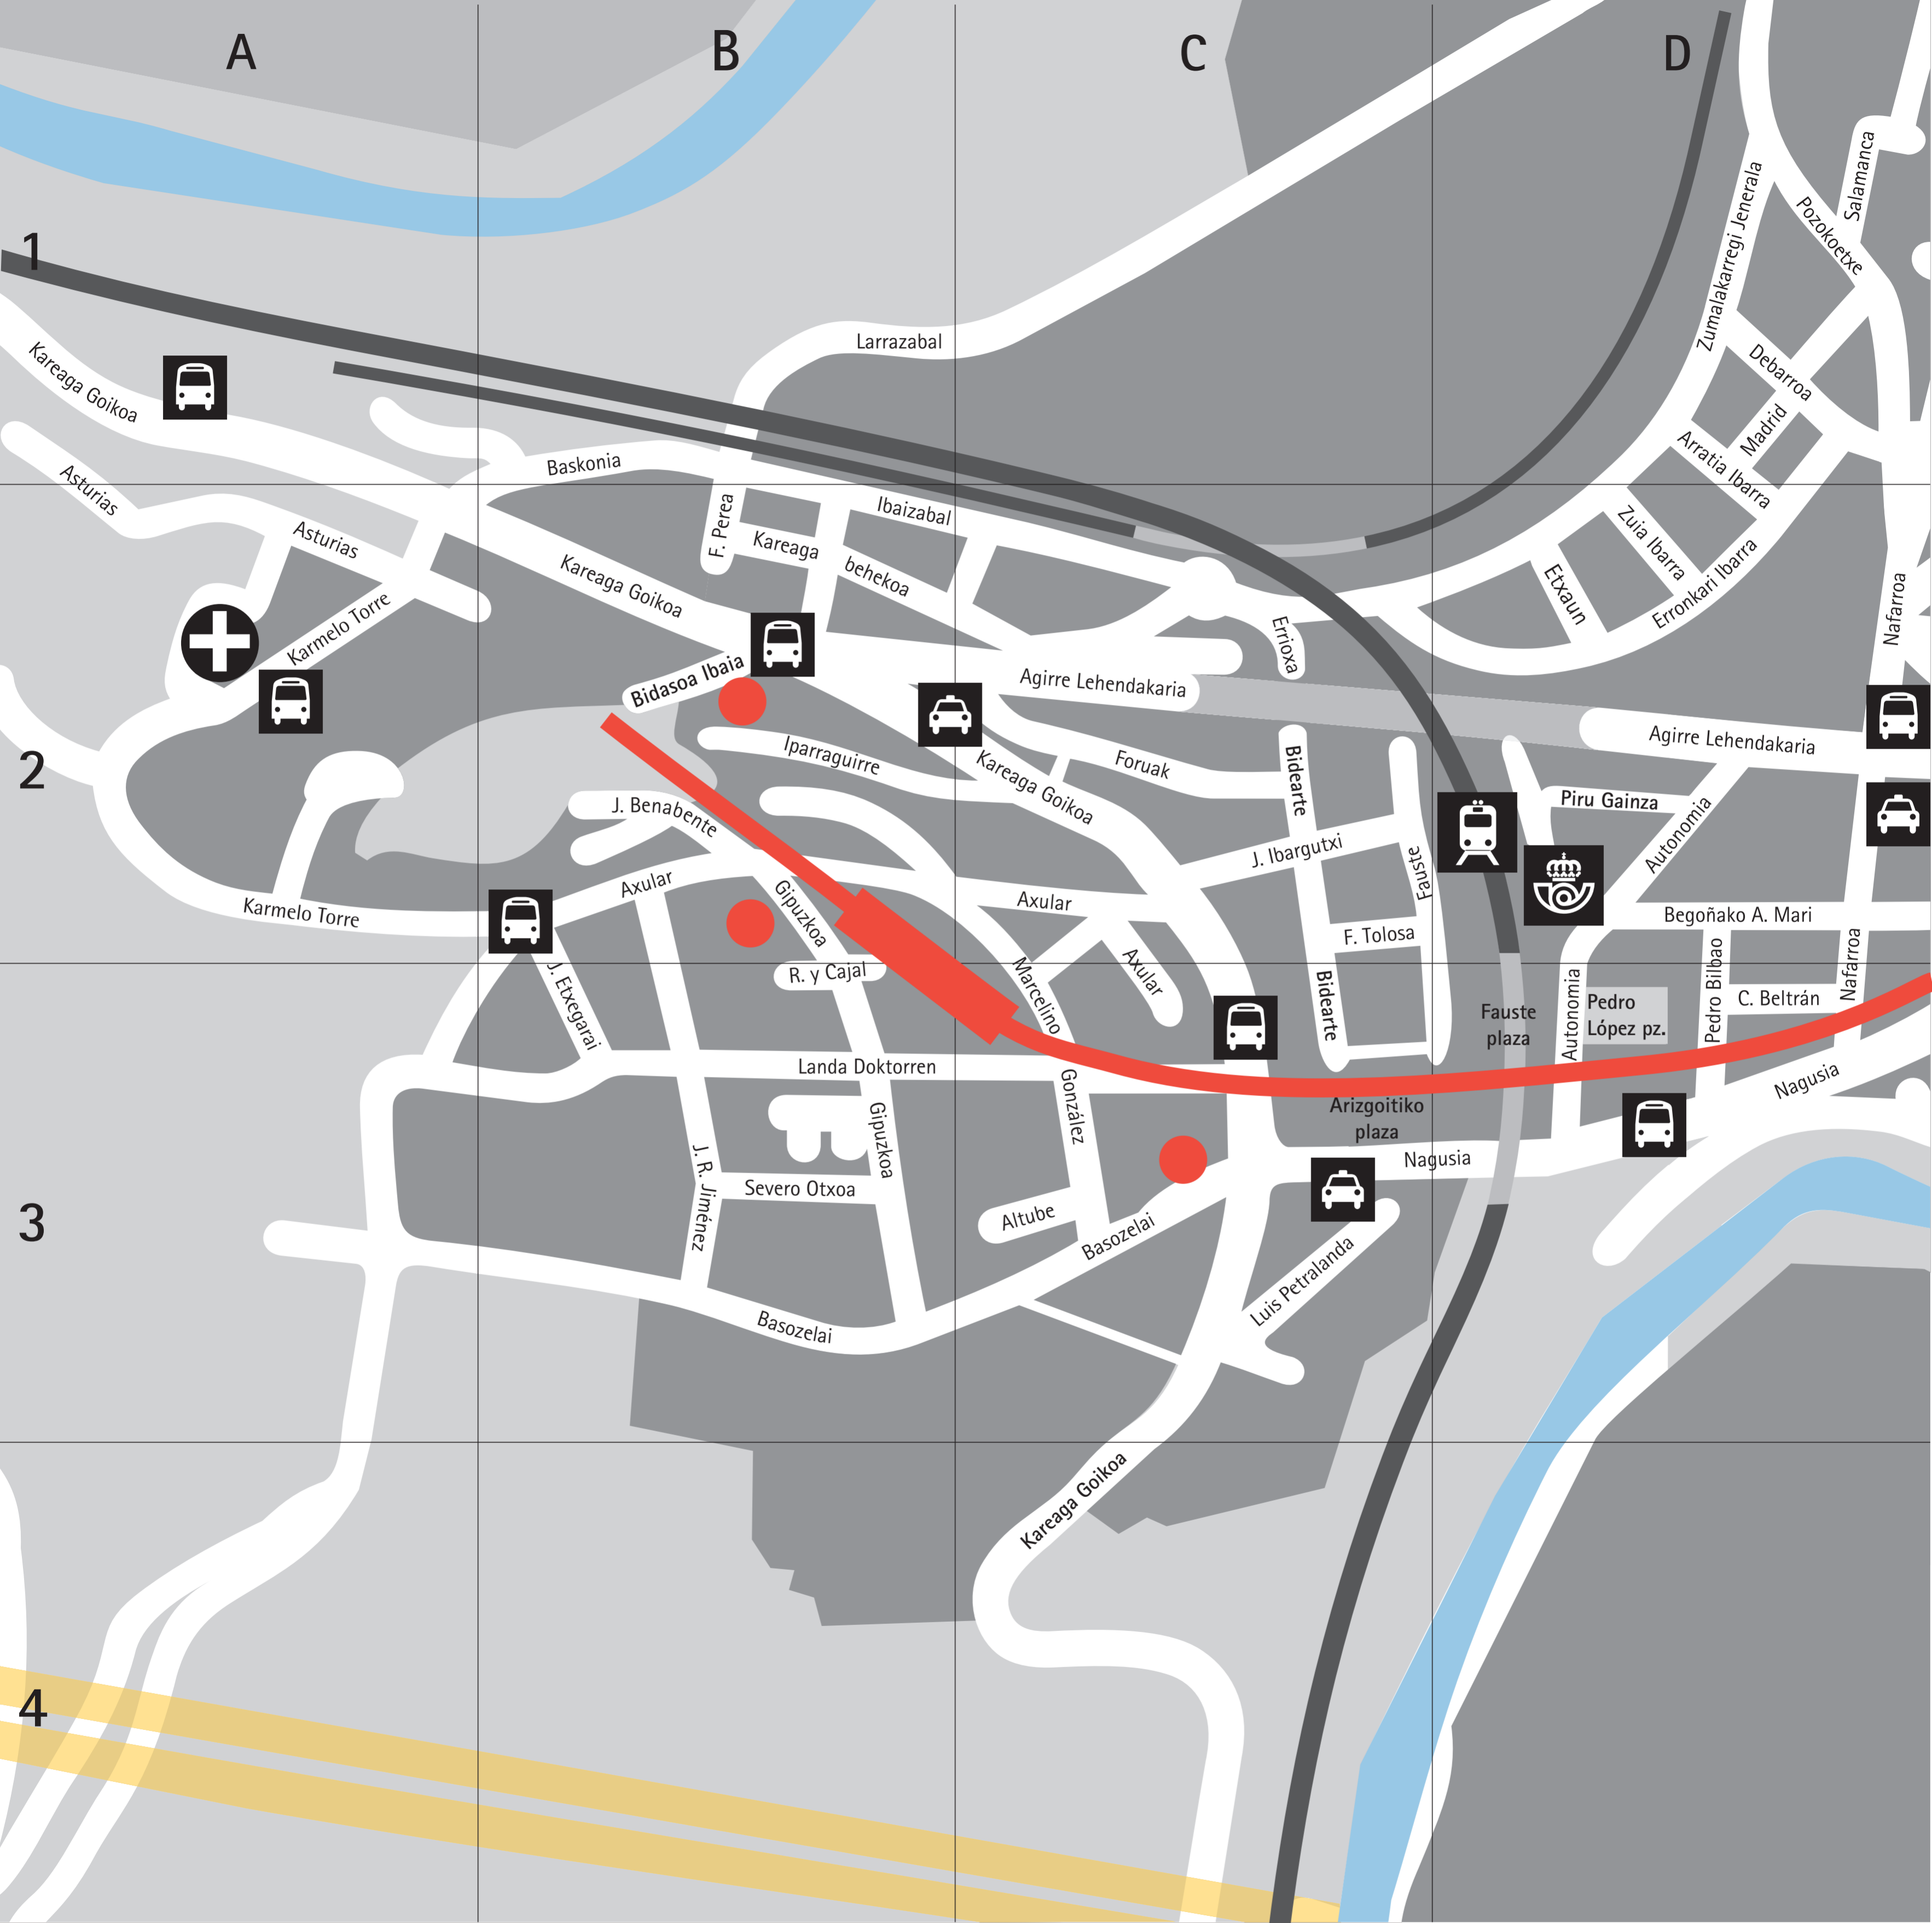 A
B
C
D
1
Kareaga Goikoa
Asturias
Asturias
Baskonia
Larrazabal
Zumalakarregi Jenerala
Pozokoetxe
Salamanca
Debarroa
Madrid
Arratia Ibarra
Zuia Ibarra
Etxaun
Erronkari Ibarra
Nafarroa
F. Perea
Ibaizabal
Kareaga
behekoa
Kareaga Goikoa
Karmelo Torre
Bidasoa Ibaia
Errioxa
Agirre Lehendakaria
Agirre Lehendakaria
2
Iparraguirre
Kareaga Goikoa
Foruak
Bidearte
J. Benabente
J. Ibargutxi
Fauste
Piru Gainza
Autonomia
Karmelo Torre
Axular
Gipuzkoa
Axular
Begoñako A. Mari
F. Tolosa
R. y Cajal
Marcelino
Axular
Bidearte
J. Etxegarai
Fauste
plaza
Autonomia
Pedro
López pz.
Pedro Bilbao
C. Beltrán
Nafarroa
Landa Doktorren
González
Gipuzkoa
Arizgoitiko
plaza
Nagusia
Nagusia
J. R. Jiménez
Severo Otxoa
3
Altube
Basozelai
Luis Petralanda
Basozelai
Kareaga Goikoa
4